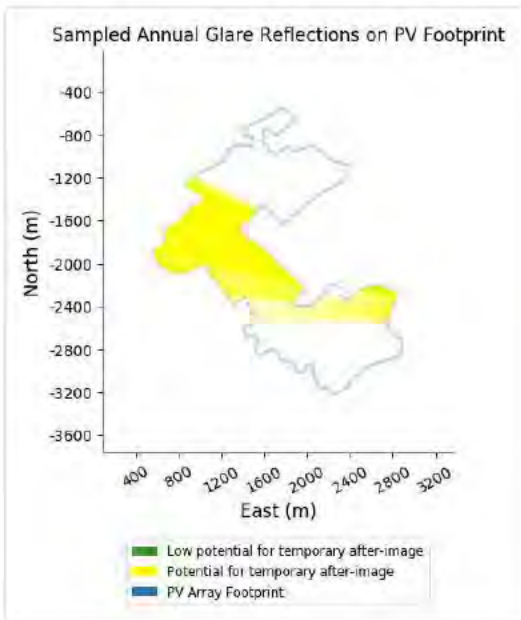 Sampled Annual Glare Reflections on PV Footprint
-400
-800
-1200
-1600
-2000
-2400
-2800
-3200
-3600
North (m)
400
800
1200
1600
2000
2400
2800
3200
East (m)
Low potential for temporary after-image
Potential for temporary after-image
PV Array Footprint